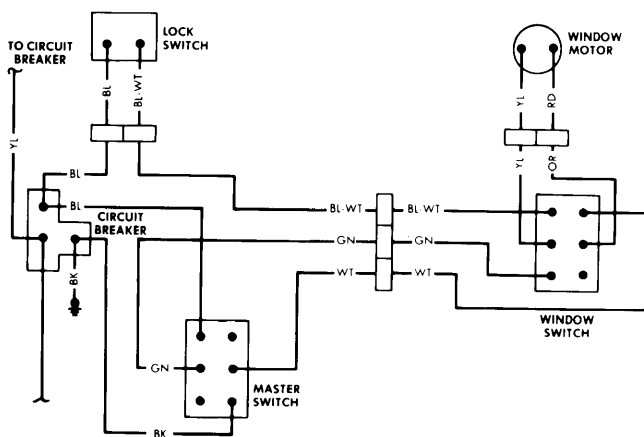 TO CIRCUIT
BREAKER
LOCK
SWITCH
WINDOW
MOTOR
BL
BL-WT
YL
RD
YL
YL
OR
BL
BL
BL-WT
BL-WT
CIRCUIT
BREAKER
GN
GN
BK
WT
WT
WINDOW
SWITCH
GN
MASTER
SWITCH
BK